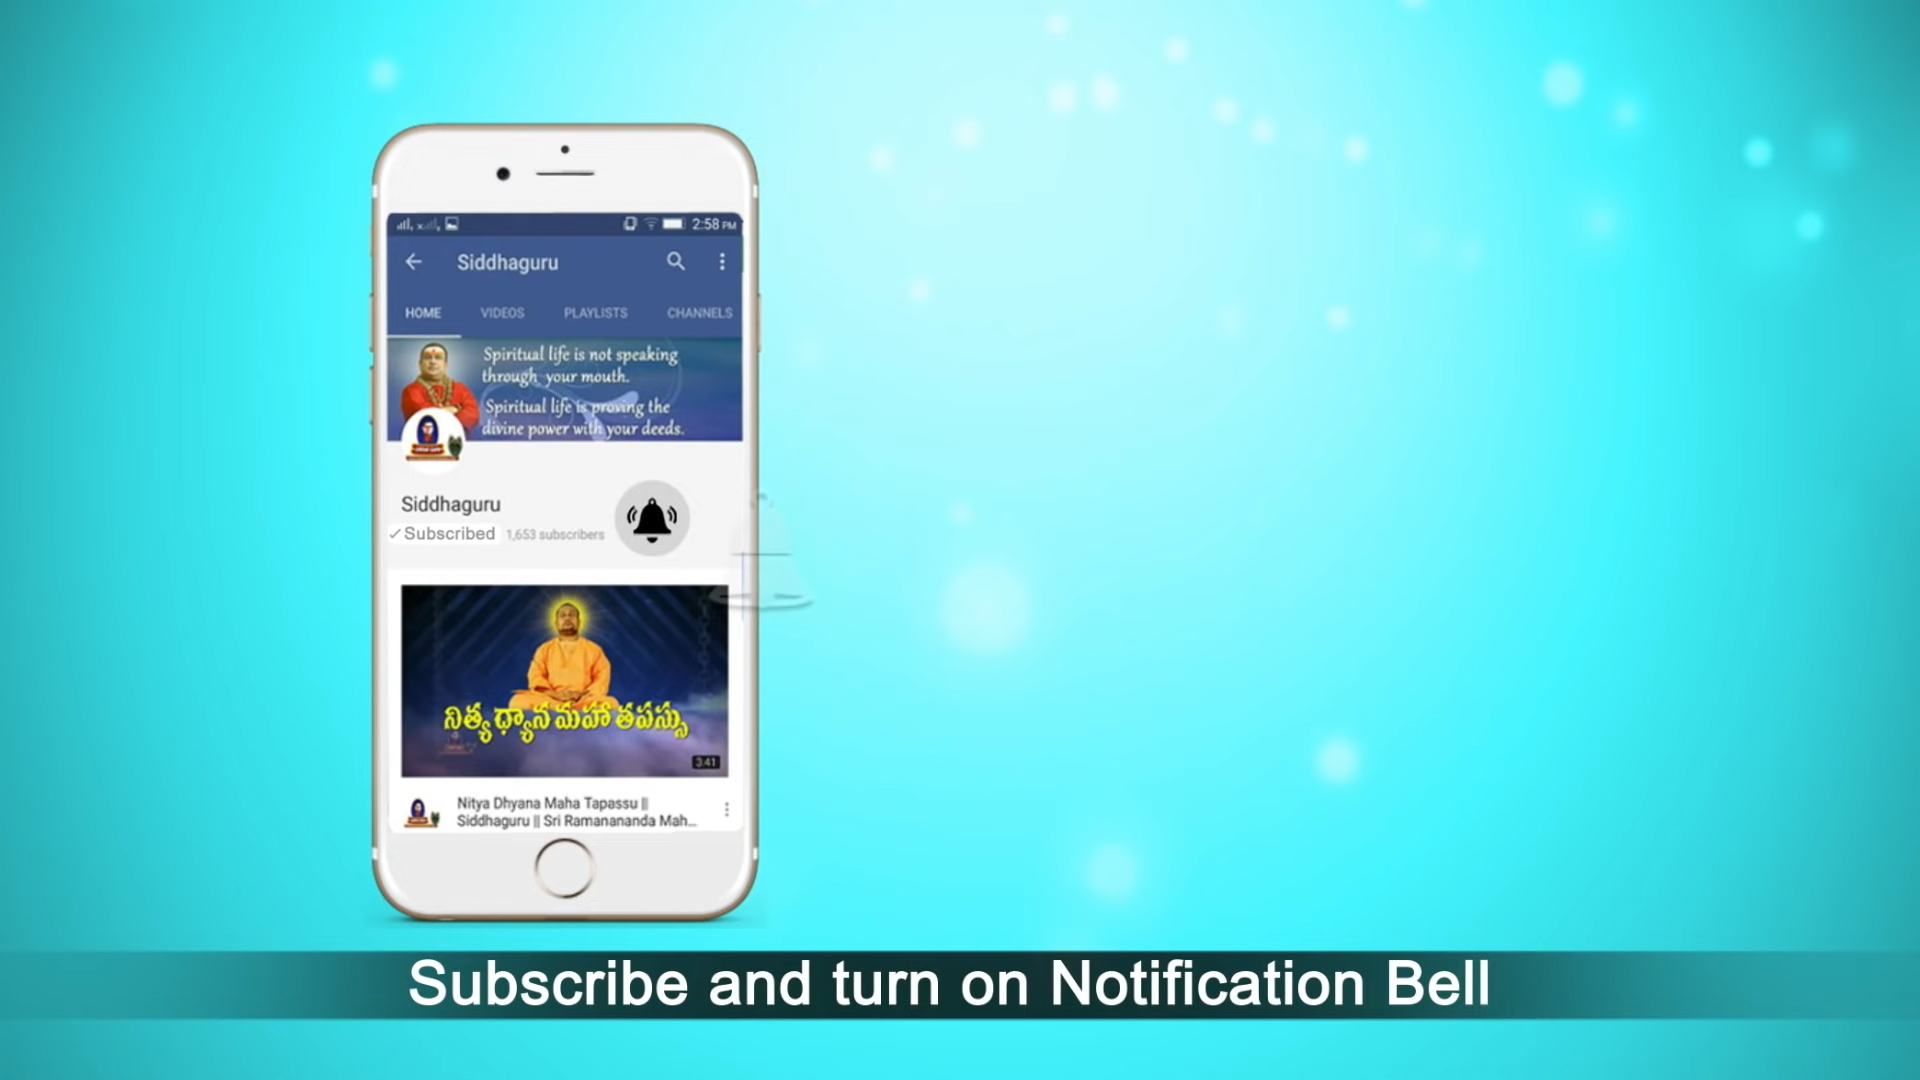 2:58 PM
Siddhaguru
HOME VIDEOS PLAYLISTS CHANNELS
Spiritual life is not speaking
through your mouth.
Spiritual life is proving the
divine power with your deeds.
Siddhaguru
✓Subscribed 1,653 subscribers
నిత్య ధ్యాన మహా తపస్సు
3:41
Nitya Dhyana Maha Tapassu ||
Siddhaguru || Sri Ramanananda Mah...
Subscribe and turn on Notification Bell